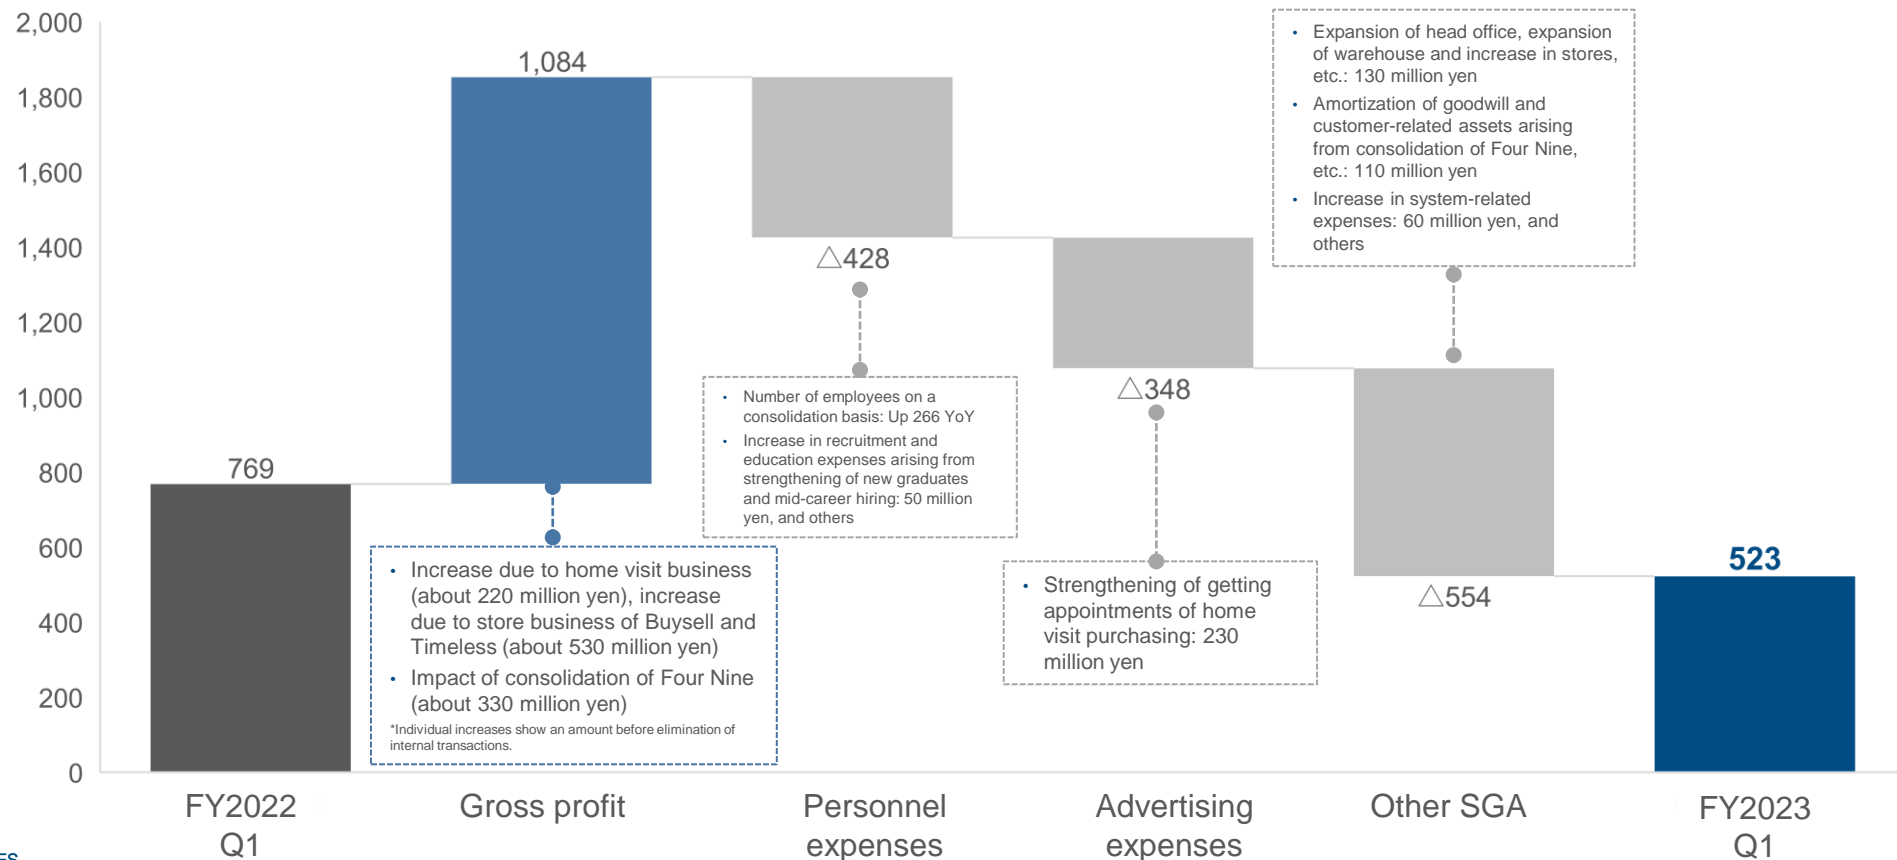 2,000
1,800
1,600
1,400
1,200
1,000
800
600
400
200
0
769
1,084
△428
△348
△554
523
• Increase due to home visit business
(about 220 million yen), increase
due to store business of Buysell and
Timeless (about 530 million yen)
• Impact of consolidation of Four Nine
(about 330 million yen)
*Individual increases show an amount before elimination of
internal transactions.
• Number of employees on a
consolidation basis: Up 266 YoY
• Increase in recruitment and
education expenses arising from
strengthening of new graduates
and mid-career hiring: 50 million
yen, and others
• Strengthening of getting
appointments of home
visit purchasing: 230
million yen
• Expansion of head office, expansion
of warehouse and increase in stores,
etc.: 130 million yen
• Amortization of goodwill and
customer-related assets arising
from consolidation of Four Nine,
etc.: 110 million yen
• Increase in system-related
expenses: 60 million yen, and
others
FY2022
Q1
Gross profit
Personnel
expenses
Advertising
expenses
Other SGA
FY2023
Q1